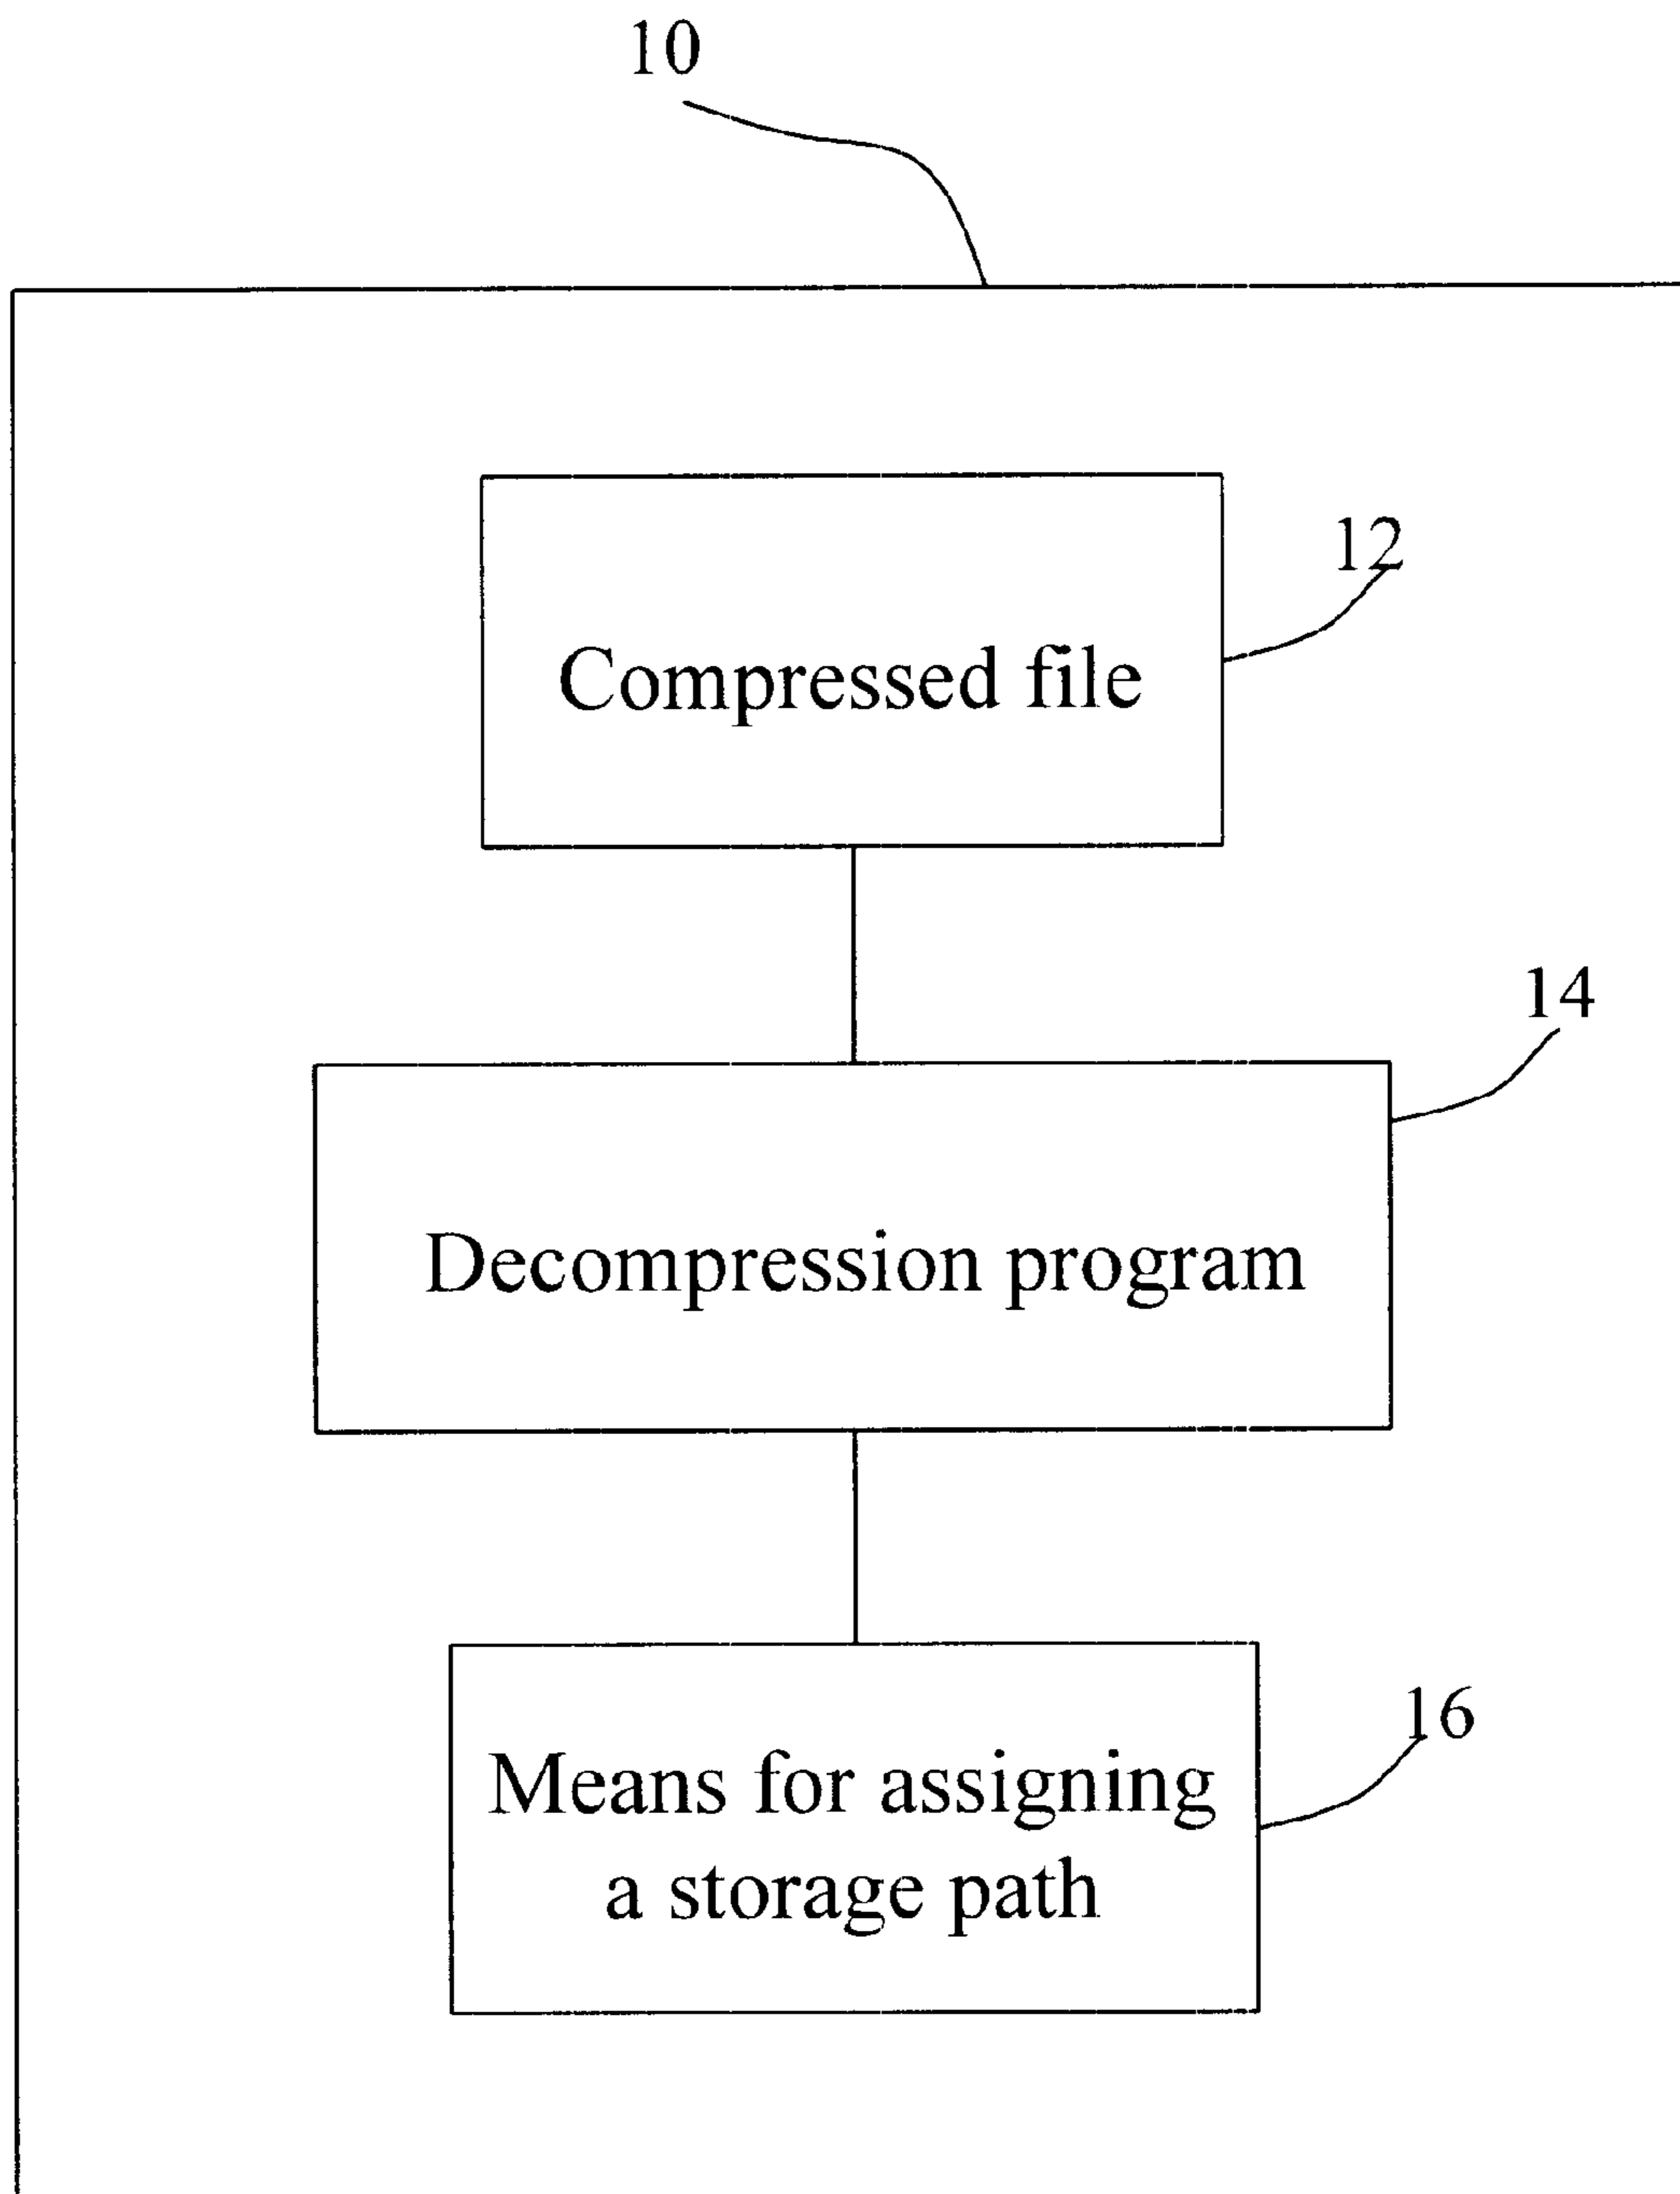 10
12
Compressed file
14
Decompression program
16
Means for assigning
a storage path